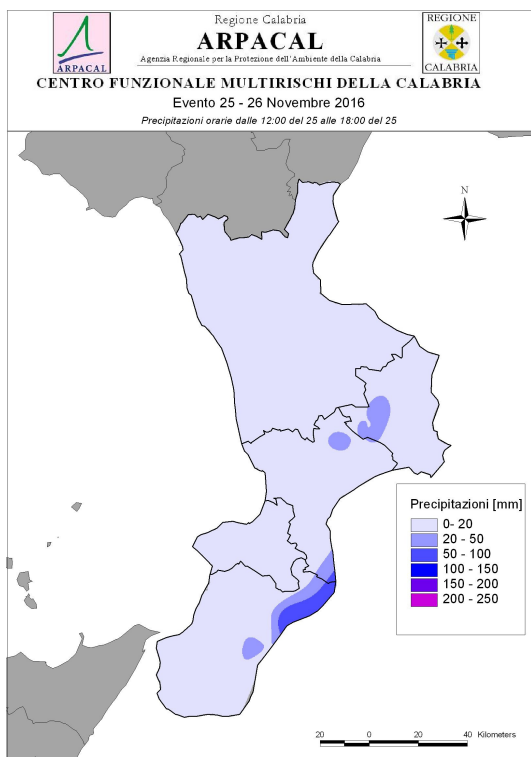 Regione Calabria
ARPACAL
Agenzia Regionale per la Protezione dell'Ambiente della Calabria
ARPACAL
REGIONE
CALABRIA
CENTRO FUNZIONALE MULTIRISCHI DELLA CALABRIA
Evento 25 - 26 Novembre 2016
Precipitazioni orarie dalle 12:00 del 25 alle 18:00 del 25
N
Precipitazioni [mm]
0- 20
20 - 50
50 - 100
100 - 150
150 - 200
200 - 250
20 0 20 40 Kilometers